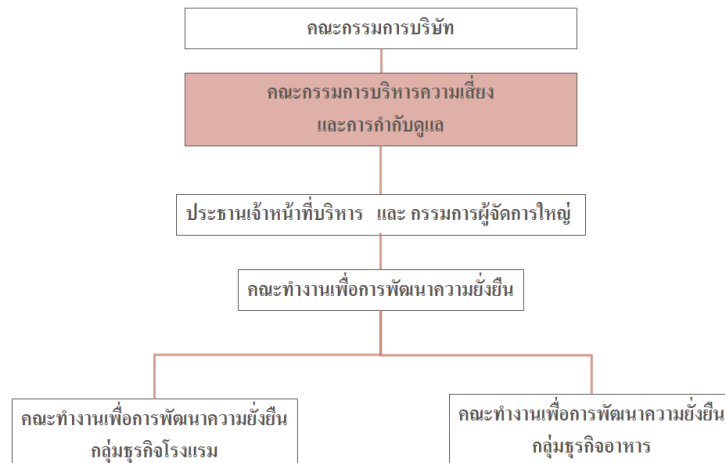 คณะกรรมการบริษัท
คณะกรรมการบริหารความเสี่ยง
และการกำกับดูแล
ประธานเจ้าหน้าที่บริหาร และ กรรมการผู้จัดการใหญ่
คณะทำงานเพื่อการพัฒนาความยั่งยืน
คณะทำงานเพื่อการพัฒนาความยั่งยืน
กลุ่มธุรกิจโรงแรม
คณะทำงานเพื่อการพัฒนาความยั่งยืน
กลุ่มธุรกิจอาหาร